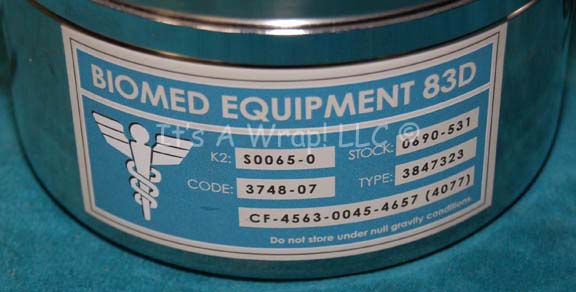 BIOMED EQUIPMENT 83D
It's A Wrap! LLC ©
K2: S0065-0 STOCK: 0690-531
CODE: 3748-07 TYPE: 3847323
CF-4563-0045-4657 (4077)
Do not store under null gravity conditions.